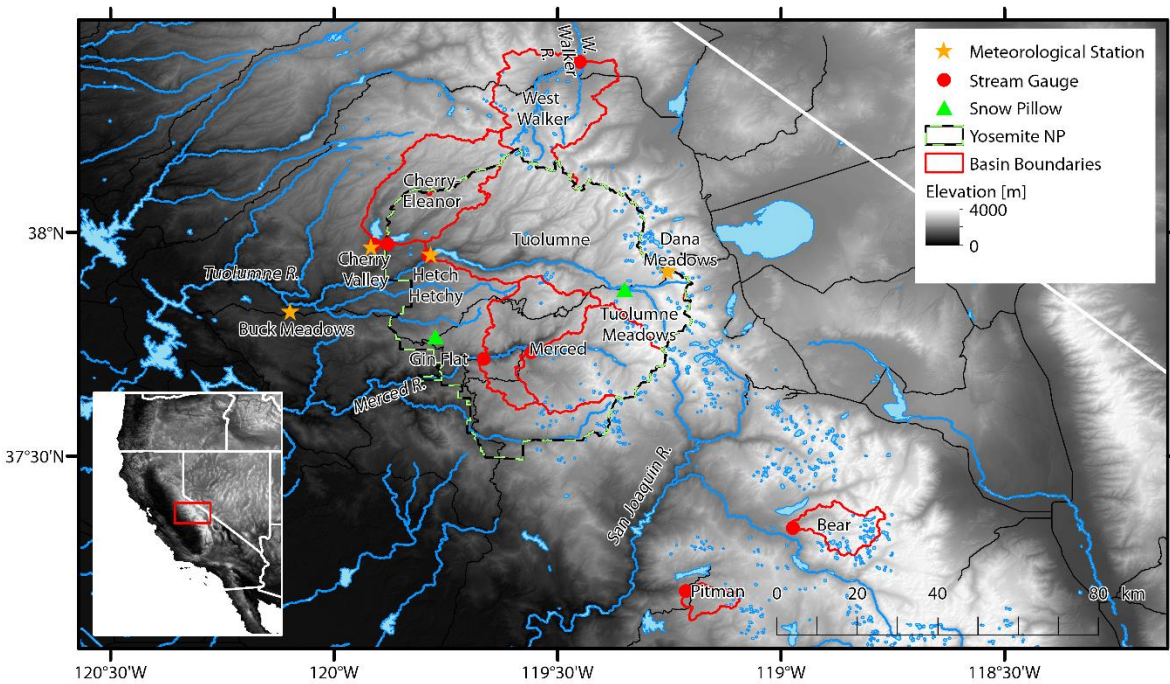 W.
Walker
R.
Meteorological Station
Stream Gauge
Snow Pillow
Yosemite NP
Basin Boundaries
Elevation [m]
4000
0
West
Walker
Cherry-
Eleanor
38°N
Tuolumne
Dana
Meadows
Cherry
Valley
Hetch
Hetchy
Tuolumne R.
Buck Meadows
Tuolumne
Meadows
Gin Flat
Merced
Merced R.
37°30'N
San Joaquin R.
Bear
Pitman
0 40 80 km
120°30'W 120°W 119°30'W 119°W 118°30'W